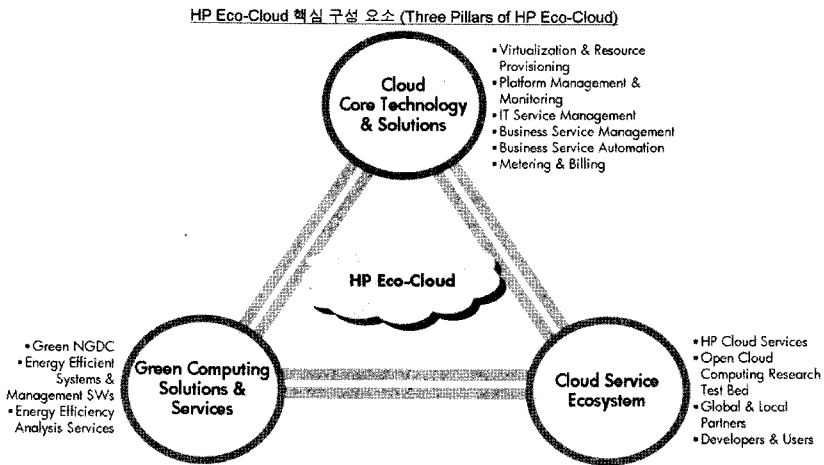 HP Eco-Cloud 핵심 구성 요소 (Three Pillars of HP Eco-Cloud)
Cloud
Core Technology
& Solutions
▪ Virtualization & Resource
Provisioning
▪ Platform Management &
Monitoring
▪ IT Service Management
▪ Business Service Management
▪ Business Service Automation
▪ Metering & Billing
HP Eco-Cloud
▪ Green NGDC
▪ Energy Efficient
Systems &
Management SWs
▪ Energy Efficiency
Analysis Services
Green Computing
Solutions &
Services
Cloud Service
Ecosystem
▪ HP Cloud Services
▪ Open Cloud
Computing Research
Test Bed
▪ Global & Local
Partners
▪ Developers & Users